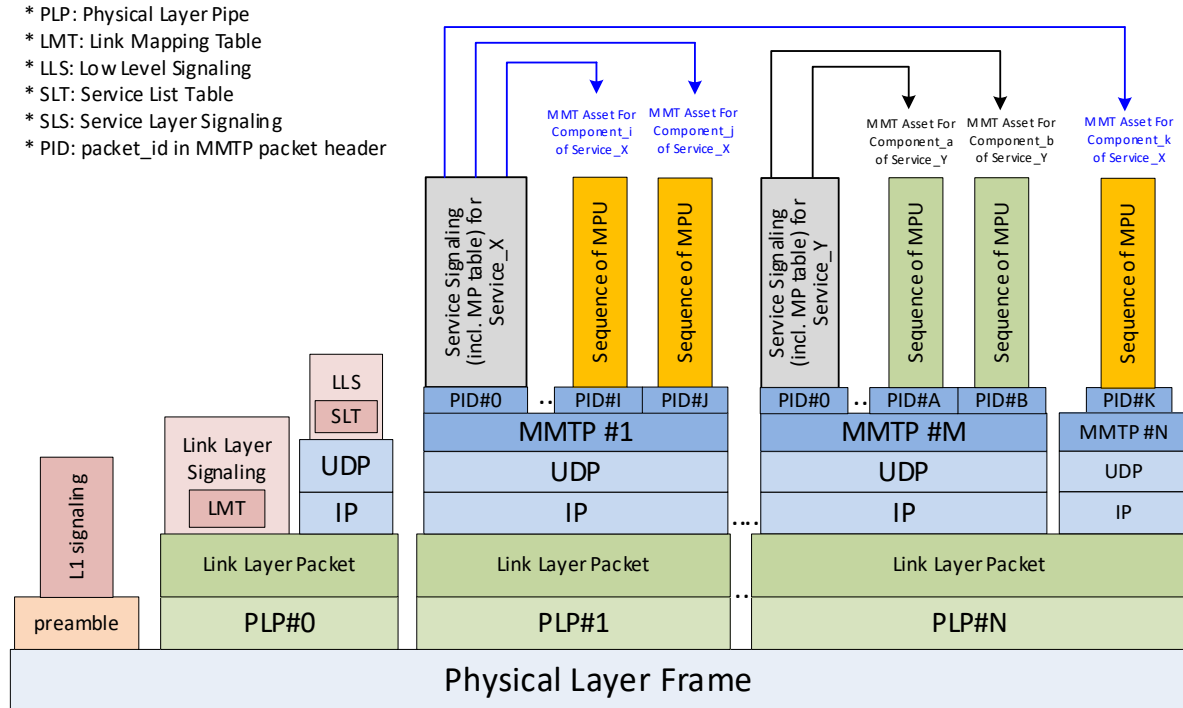 * PLP: Physical Layer Pipe
* LMT: Link Mapping Table
* LLS: Low Level Signaling
* SLT: Service List Table
* SLS: Service Layer Signaling
* PID: packet_id in MMTP packet header
MMT Asset For
Component_i
of Service_X
MMT Asset For
Component_j
of Service_X
MMT Asset For
Component_a
of Service_Y
MMT Asset For
Component_b
of Service_Y
MMT Asset For
Component_k
of Service_X
Service Signaling
(incl. MP table) for
Service_X
Sequence of MPU
Sequence of MPU
Service Signaling
(incl. MP table) for
Service_Y
Sequence of MPU
Sequence of MPU
Sequence of MPU
LLS
SLT
PID#0
..
PID#I
PID#J
PID#0
..
PID#A
PID#B
PID#K
MMTP #1
MMTP #M
MMTP #N
Link Layer
Signaling
LMT
UDP
IP
UDP
IP
UDP
IP
UDP
IP
....
L1 signaling
Link Layer Packet
Link Layer Packet
Link Layer Packet
..
preamble
PLP#0
PLP#1
PLP#N
Physical Layer Frame